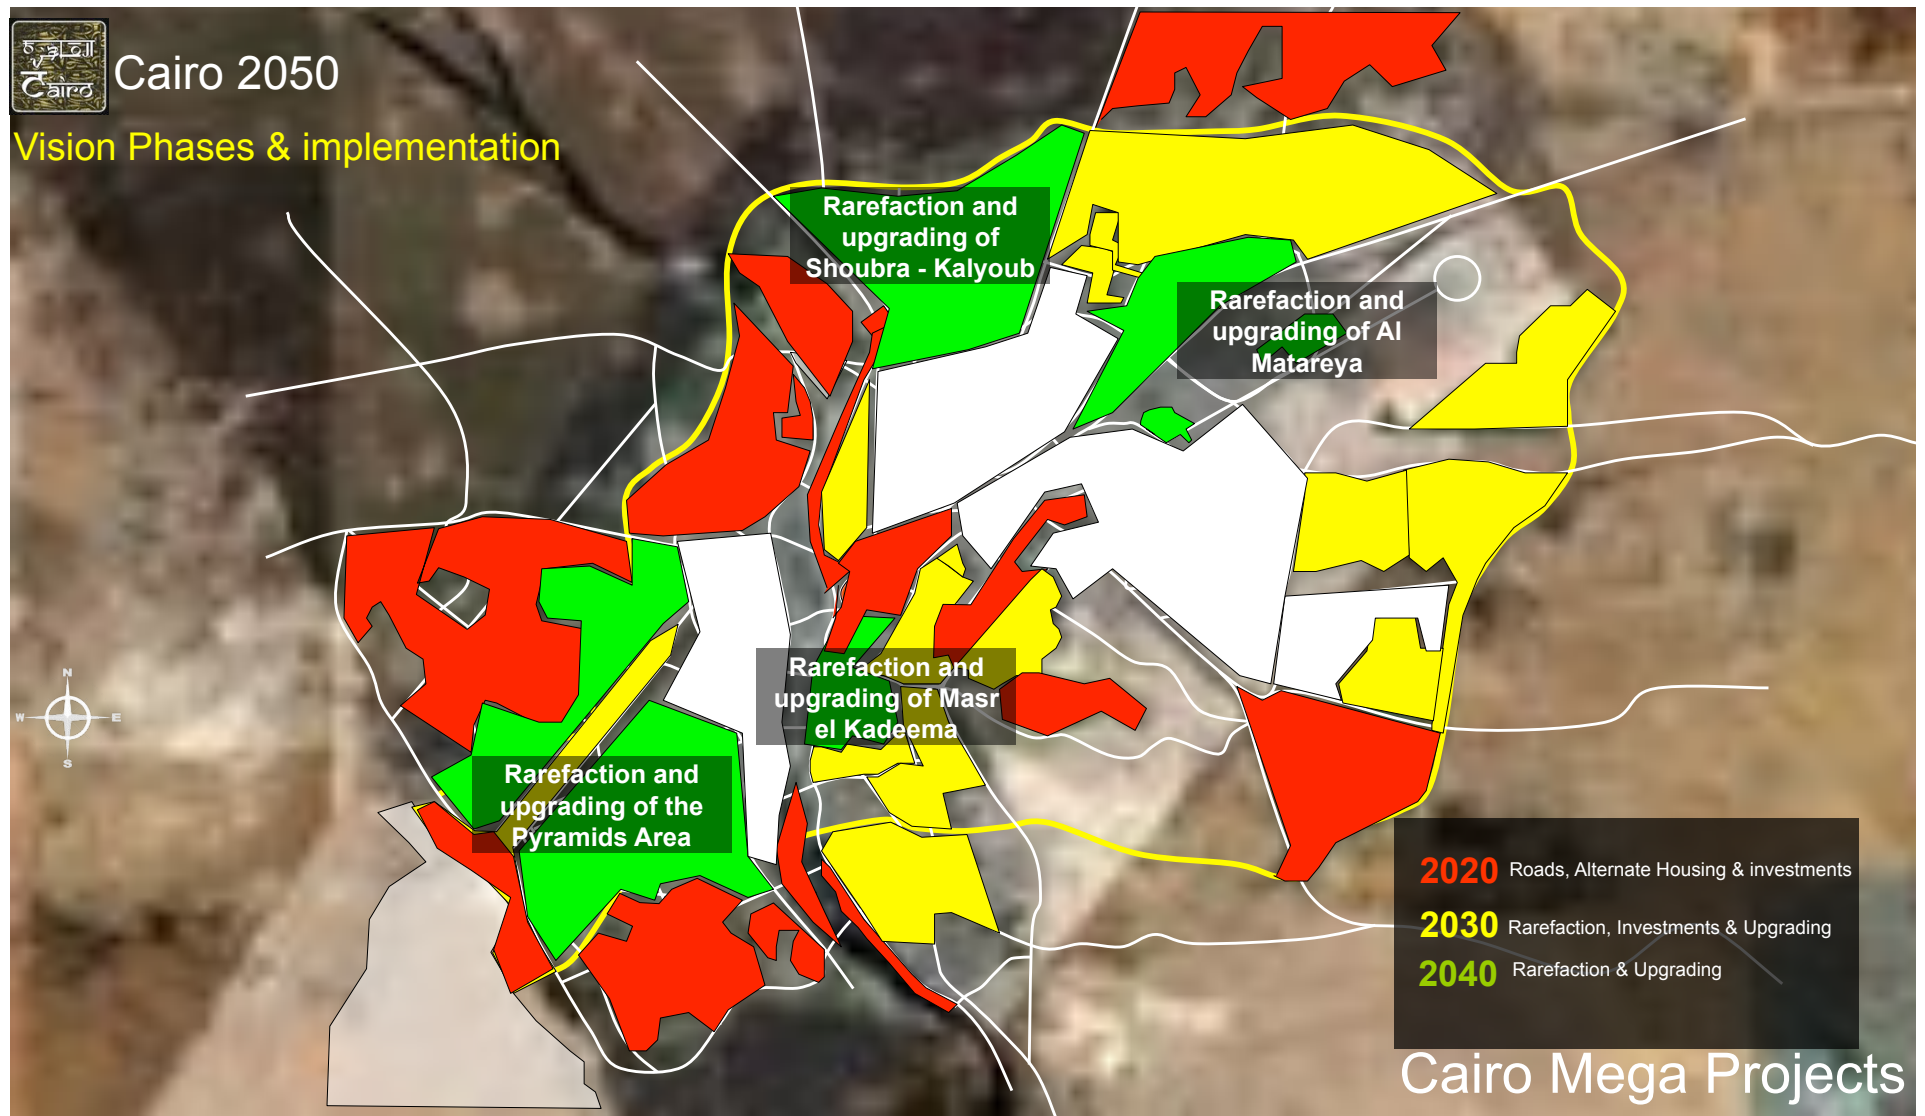 القاهرة
Cairo
Cairo 2050
Vision Phases & implementation
Rarefaction and
upgrading of
Shoubra - Kalyoub
Rarefaction and
upgrading of Al
Matareya
Rarefaction and
upgrading of Masr
el Kadeema
Rarefaction and
upgrading of the
Pyramids Area
N
W E
S
2020 Roads, Alternate Housing & investments
2030 Rarefaction, Investments & Upgrading
2040 Rarefaction & Upgrading
Cairo Mega Projects